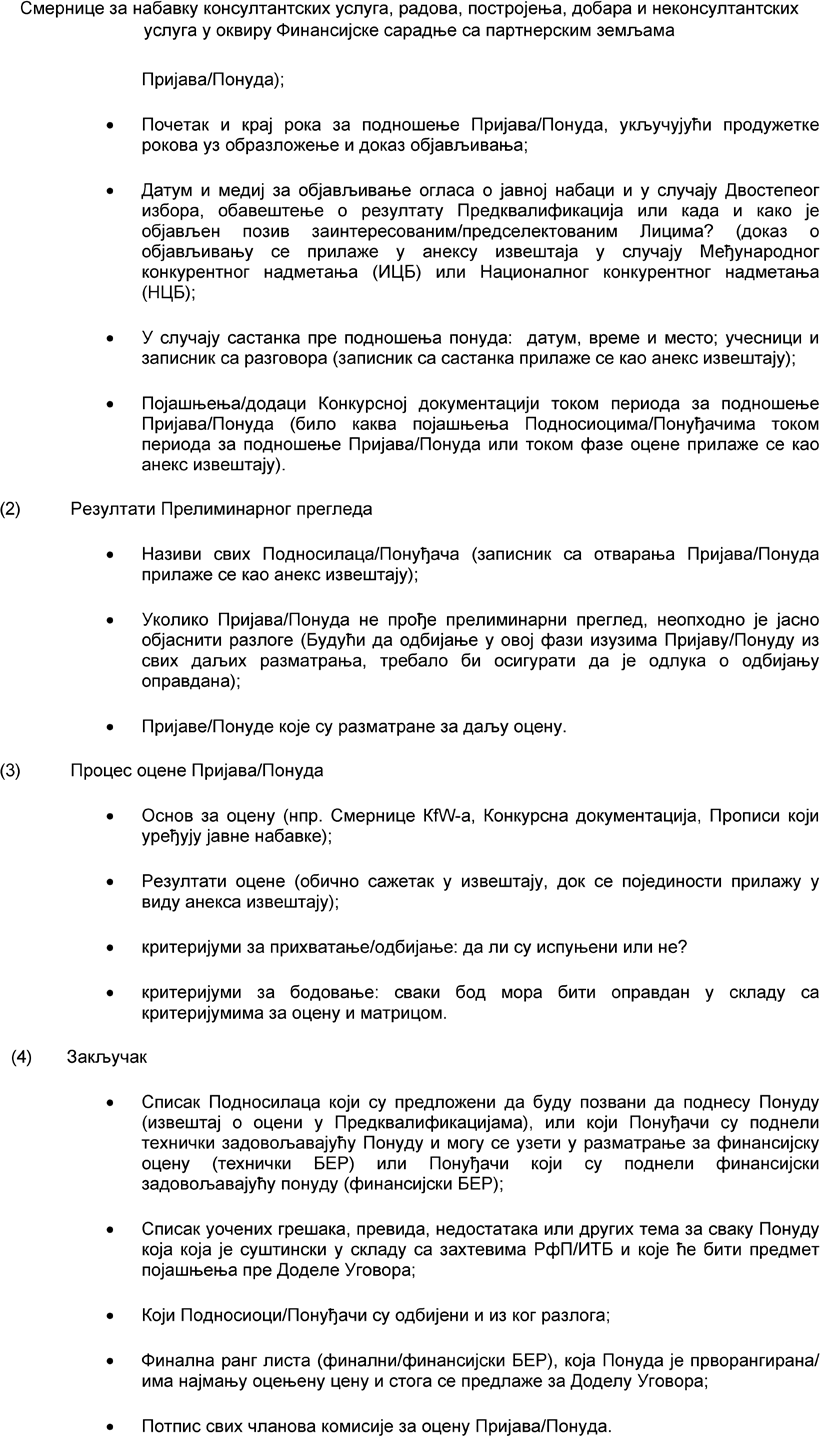 Смернице за набавку консултантских услуга, радова, постројења, добара и неконсултантских
услуга у оквиру Финансијске сарадње са партнерским земљама
Пријава/Понуда);
• Почетак и крај рока за подношење Пријава/Понуда, укључујући продужетке
рокова уз образложење и доказ објављивања;
• Датум и медиј за објављивање огласа о јавној набаци и у случају Двостепеог
избора, обавештење о резултату Предквалификација или када и како је
објављен позив заинтересованим/предселектованим Лицима? (доказ о
објављивању се прилаже у анексу извештаја у случају Међународног
конкурентног надметања (ИЦБ) или Националног конкурентног надметања
(НЦБ);
• У случају састанка пре подношења понуда: датум, време и место; учесници и
записник са разговора (записник са састанка прилаже се као анекс извештају);
• Појашњења/додаци Конкурсној документацији током периода за подношење
Пријава/Понуда (било каква појашњења Подносиоцима/Понуђачима током
периода за подношење Пријава/Понуда или током фазе оцене прилаже се као
анекс извештају).
(2) Резултати Прелиминарног прегледа
• Називи свих Подносилаца/Понуђача (записник са отварања Пријава/Понуда
прилаже се као анекс извештају);
• Уколико Пријава/Понуда не прође прелиминарни преглед, неопходно је јасно
објаснити разлоге (Будући да одбијање у овој фази изузима Пријаву/Понуду из
свих даљих разматрања, требало би осигурати да је одлука о одбијању
оправдана);
• Пријаве/Понуде које су разматране за даљу оцену.
(3) Процес оцене Пријава/Понуда
• Основ за оцену (нпр. Смернице KfW-а, Конкурсна документација, Прописи који
уређују јавне набавке);
• Резултати оцене (обично сажетак у извештају, док се појединости прилажу у
виду анекса извештају);
• критеријуми за прихватање/одбијање: да ли су испуњени или не?
• критеријуми за бодовање: сваки бод мора бити оправдан у складу са
критеријумима за оцену и матрицом.
(4) Закључак
• Списак Подносилаца који су предложени да буду позвани да поднесу Понуду
(извештај о оцени у Предквалификацијама), или који Понуђачи су поднели
технички задовољавајућу Понуду и могу се узети у разматрање за финансијску
оцену (технички БЕР) или Понуђачи који су поднели финансијски
задовољавајућу понуду (финансијски БЕР);
• Списак уочених грешака, превида, недостатака или других тема за сваку Понуду
која која је суштински у складу са захтевима РфП/ИТБ и које ће бити предмет
појашњења пре Доделе Уговора;
• Који Подносиоци/Понуђачи су одбијени и из ког разлога;
• Финална ранг листа (финални/финансијски БЕР), која Понуда је прворангирана/
има најмању оцењену цену и стога се предлаже за Доделу Уговора;
• Потпис свих чланова комисије за оцену Пријава/Понуда.